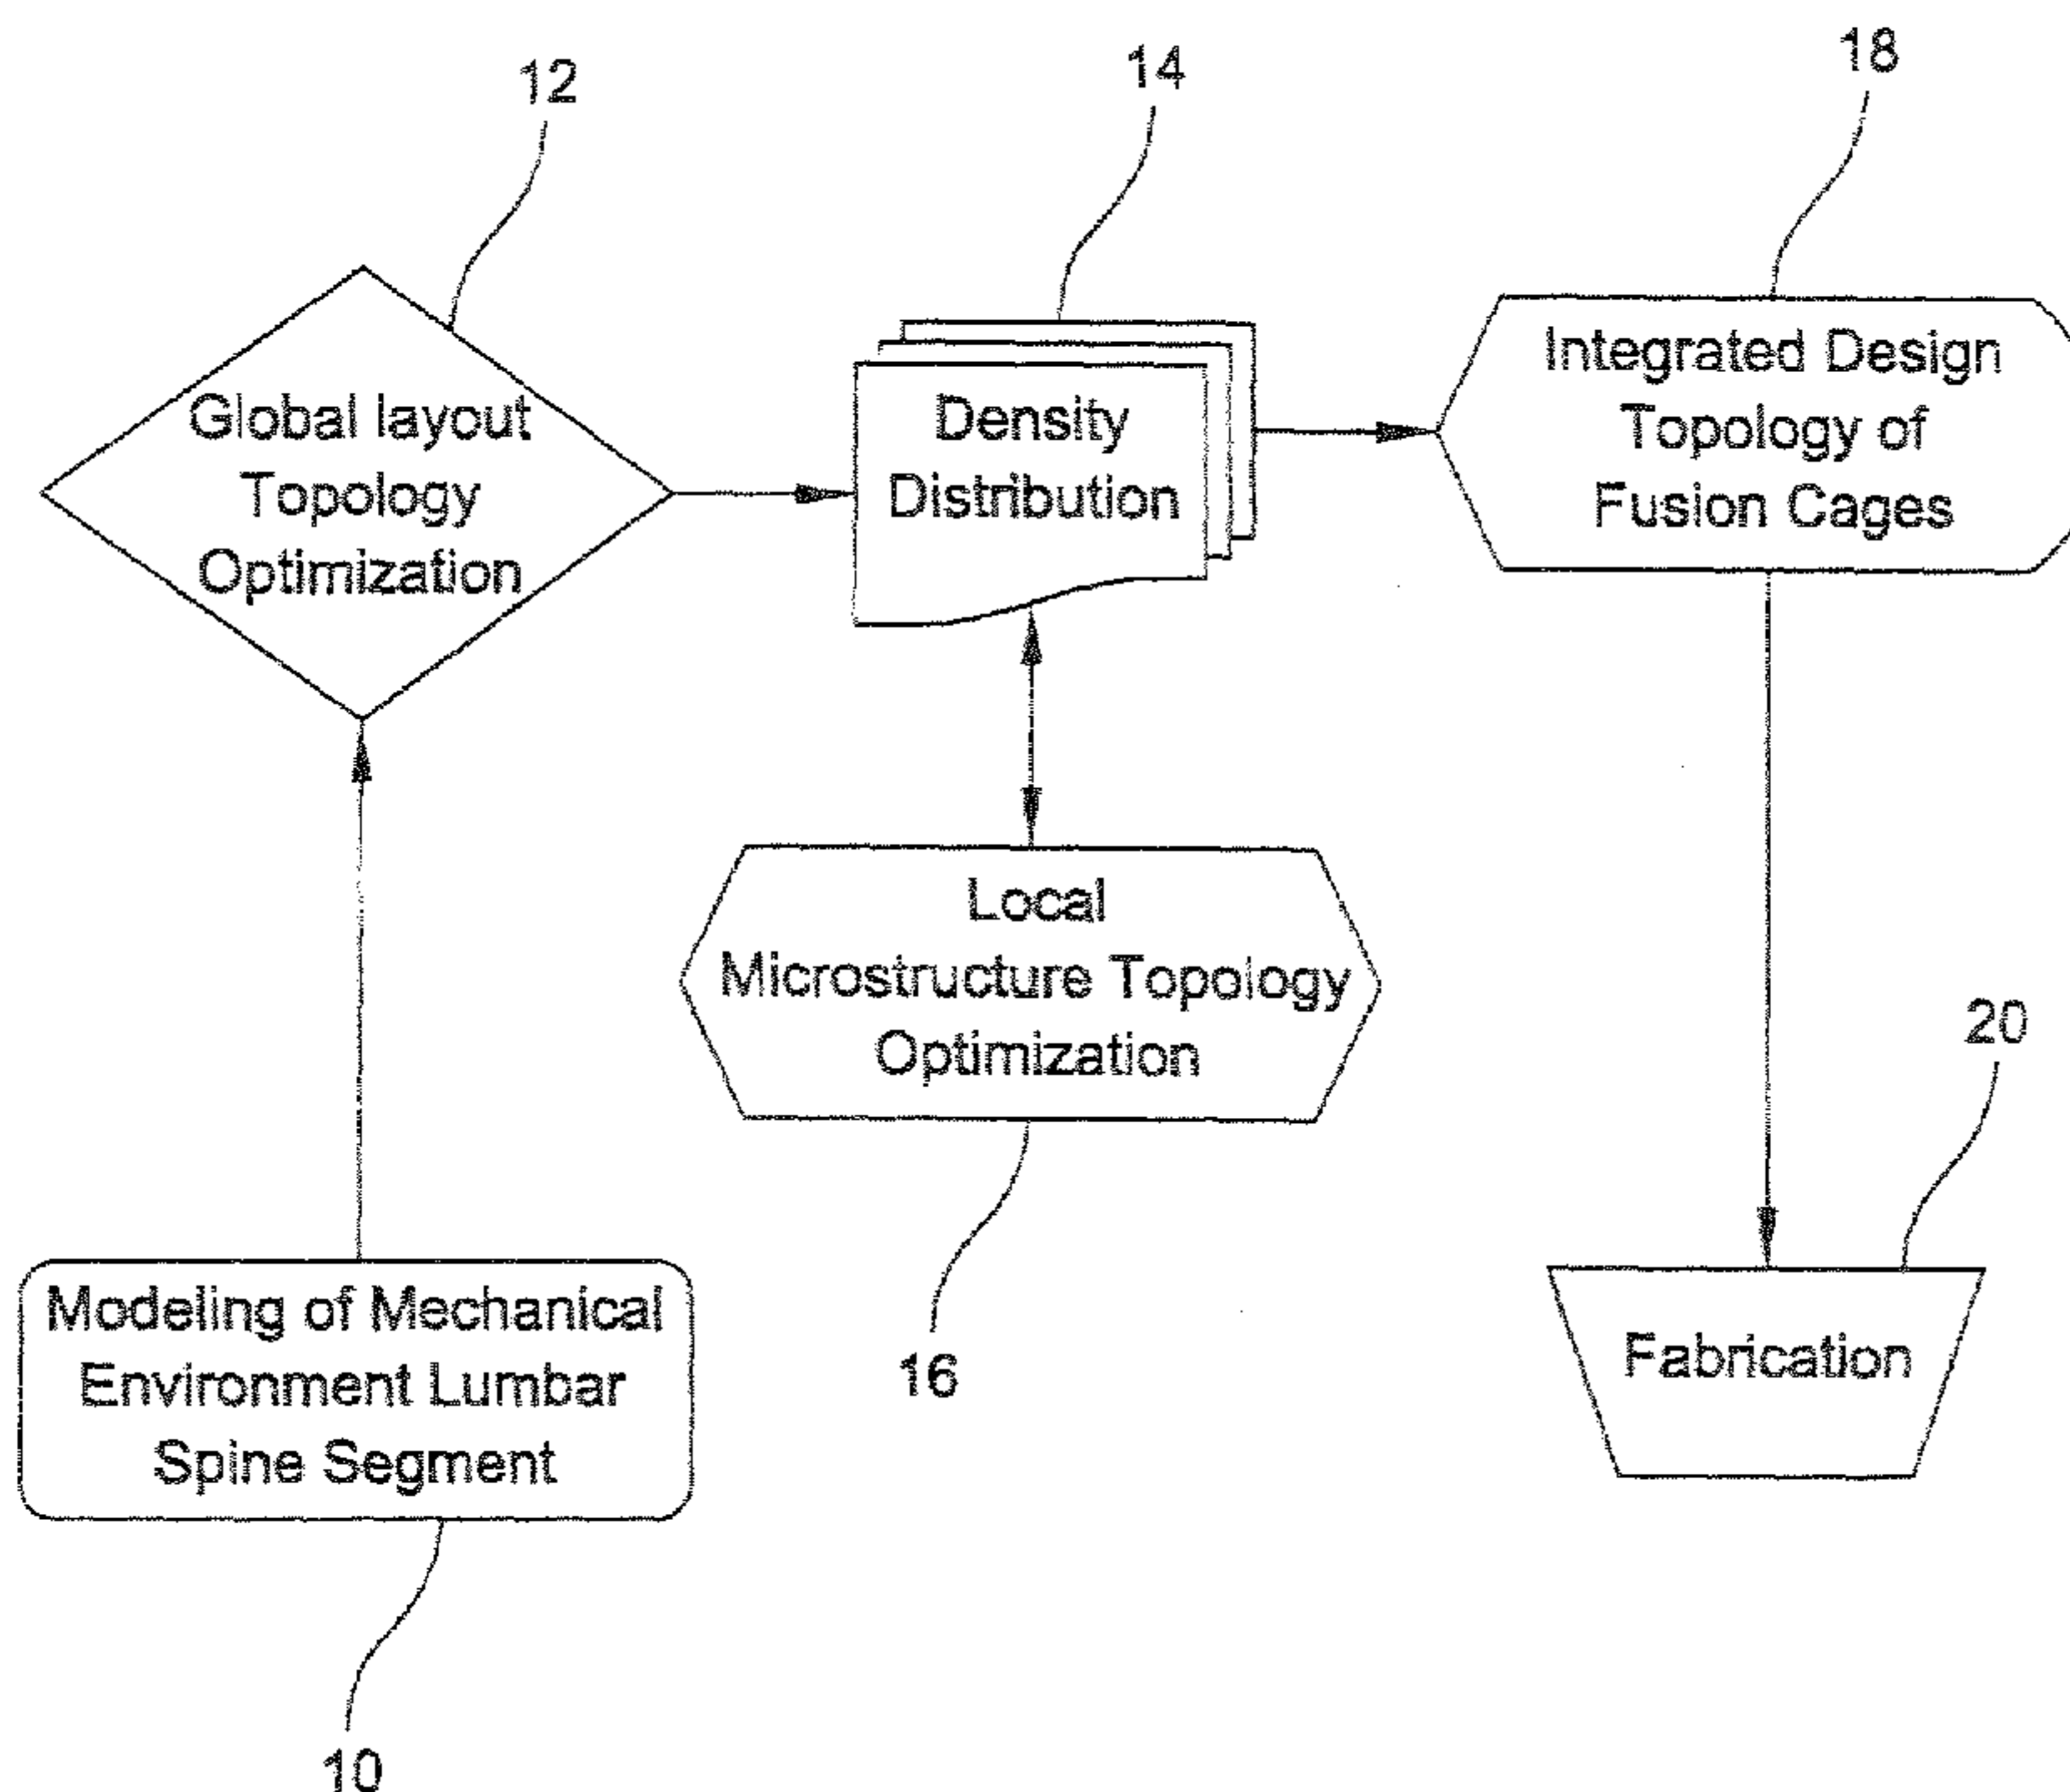 12
14
18
Global layout
Topology
Optimization
Density
Distribution
Integrated Design
Topology of
Fusion Cages
Local
Microstructure Topology
Optimization
16
20
Modeling of Mechanical
Environment Lumbar
Spine Segment
10
Fabrication